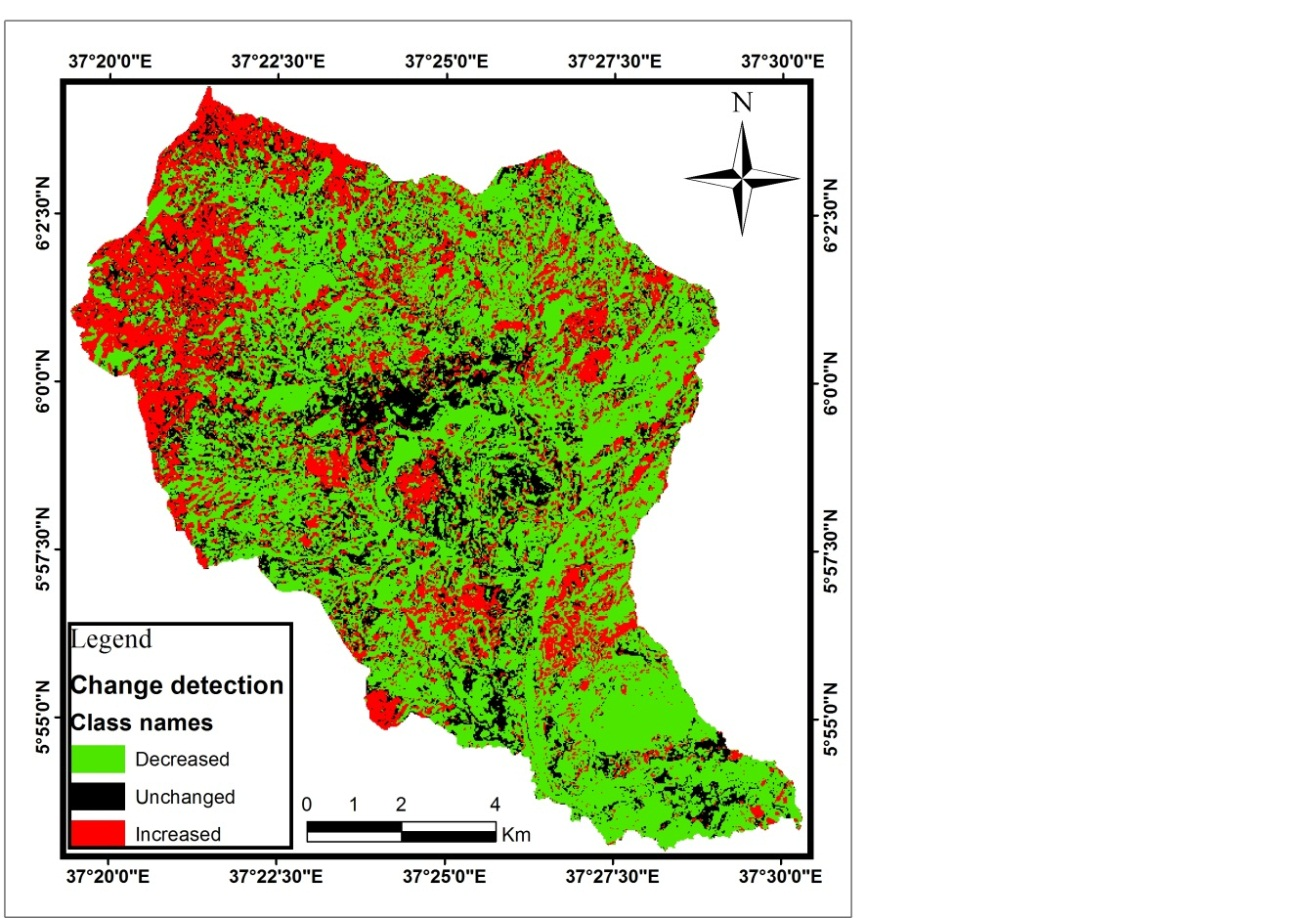 37°20'0"E 37°22'30"E 37°25'0"E 37°27'30"E 37°30'0"E
N
6°2'30"N 6°2'30"N
6°0'0"N 6°0'0"N
5°57'30"N 5°57'30"N
5°55'0"N 5°55'0"N
Legend
Change detection
Class names
Decreased
Unchanged
Increased
0 1 2 4
Km
37°20'0"E 37°22'30"E 37°25'0"E 37°27'30"E 37°30'0"E